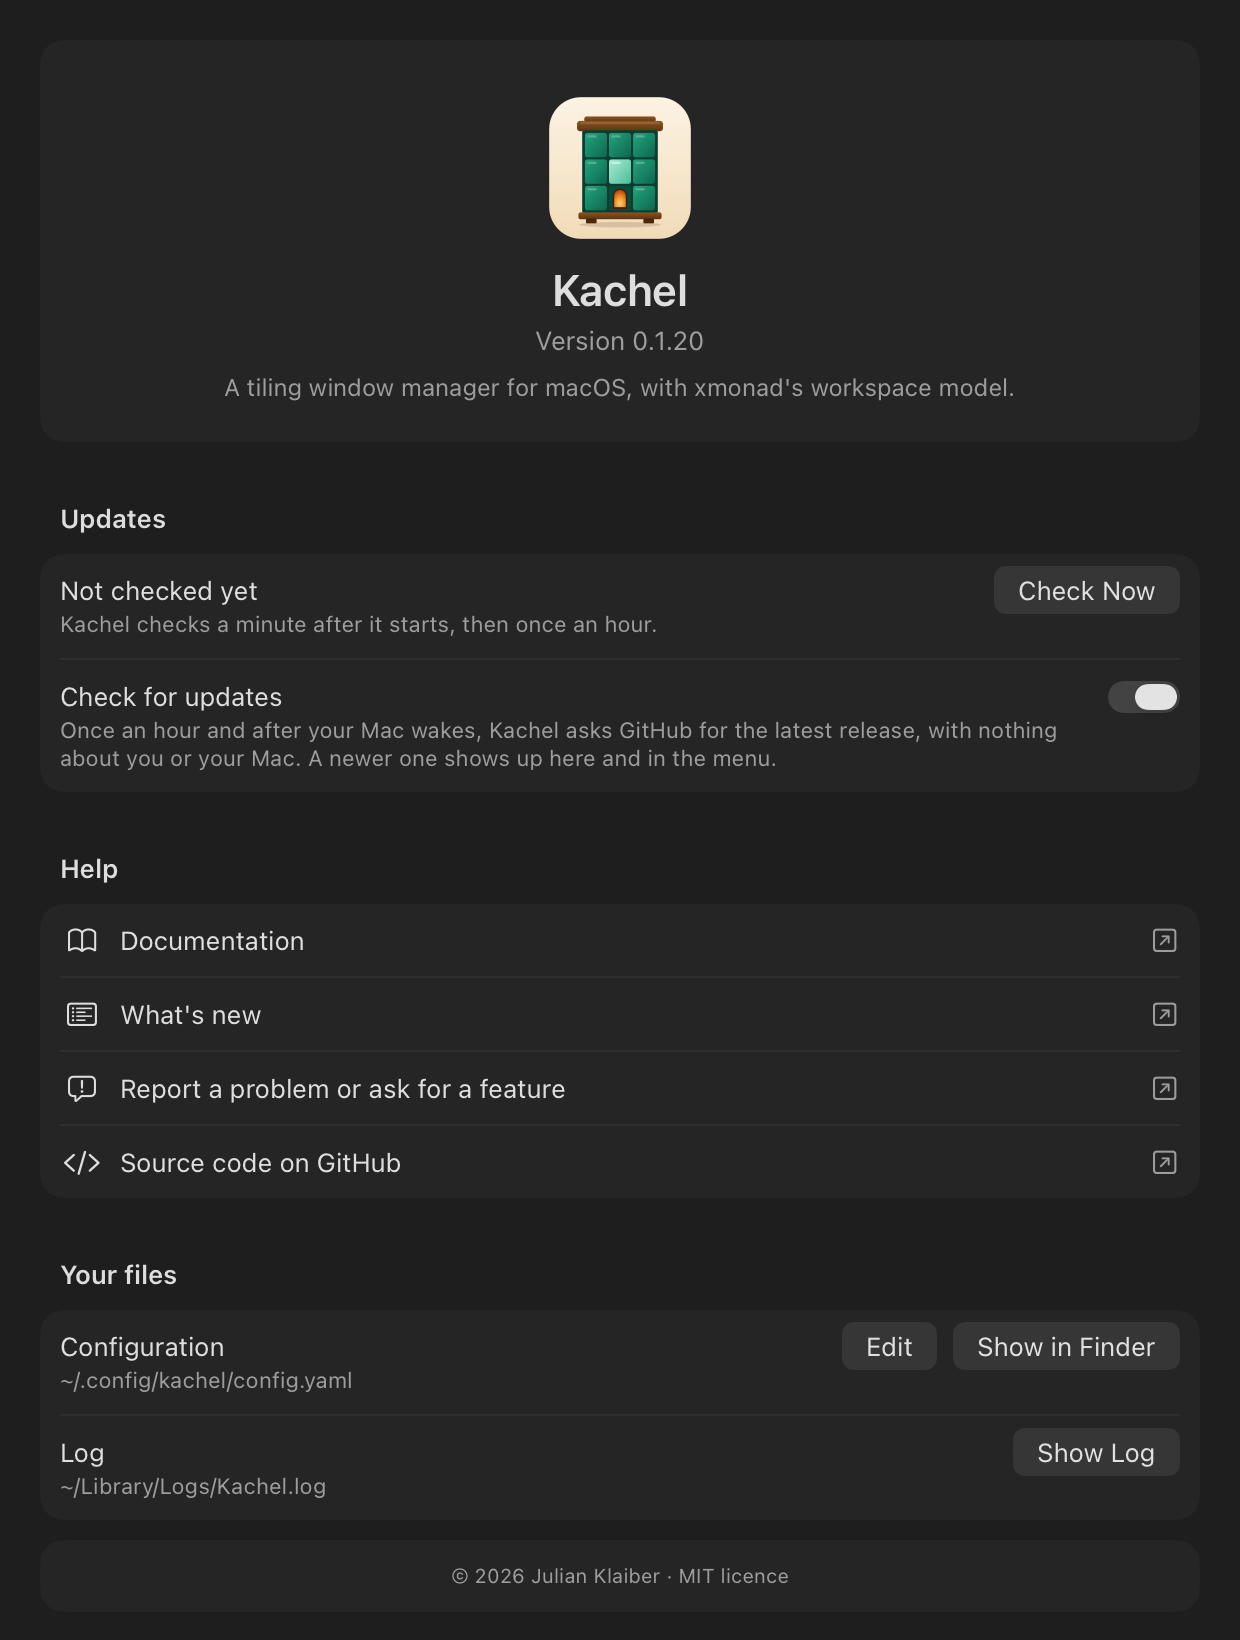 Kachel
Version 0.1.20
A tiling window manager for macOS, with xmonad's workspace model.
Updates
Not checked yet
Check Now
Kachel checks a minute after it starts, then once an hour.
Check for updates
Once an hour and after your Mac wakes, Kachel asks GitHub for the latest release, with nothing
about you or your Mac. A newer one shows up here and in the menu.
Help
Documentation
What's new
Report a problem or ask for a feature
Source code on GitHub
Your files
Configuration
Edit
Show in Finder
~/.config/kachel/config.yaml
Log
Show Log
~/Library/Logs/Kachel.log
© 2026 Julian Klaiber · MIT licence